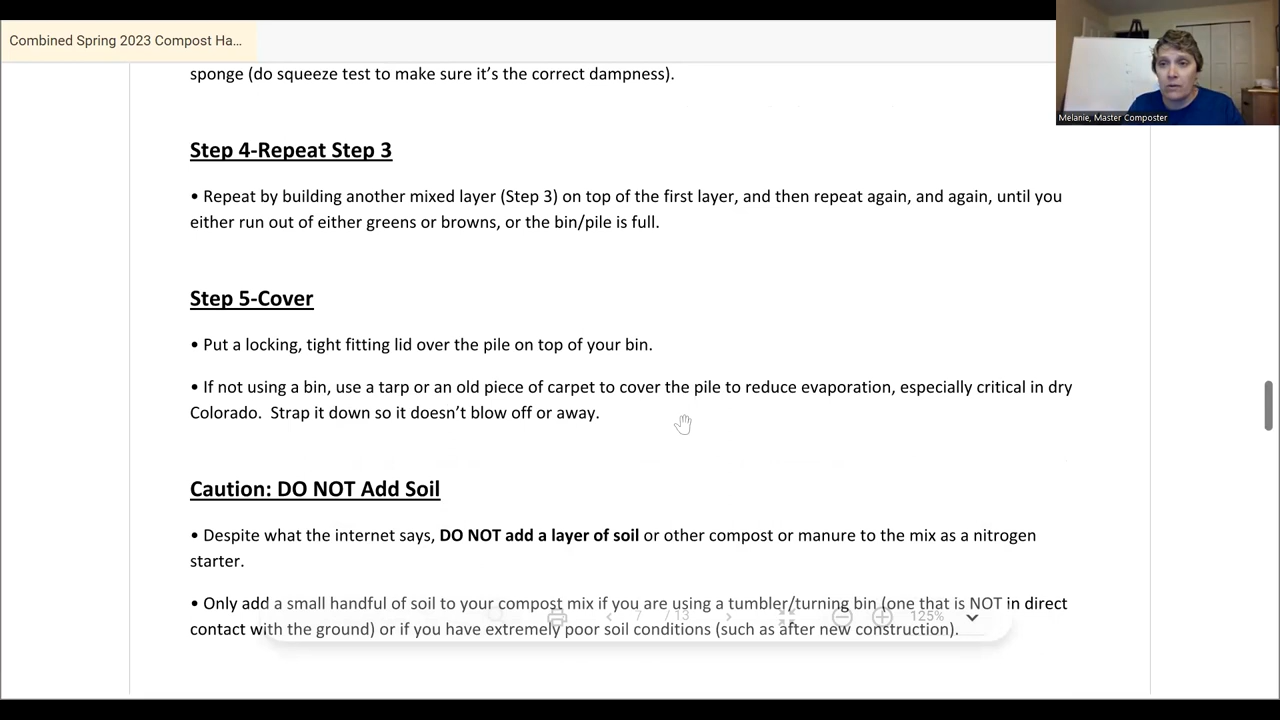 Combined Spring 2023 Compost Ha...
Melanie, Master Composter
sponge (do squeeze test to make sure it's the correct dampness).
Step 4-Repeat Step 3
• Repeat by building another mixed layer (Step 3) on top of the first layer, and then repeat again, and again, until you
either run out of either greens or browns, or the bin/pile is full.
Step 5-Cover
• Put a locking, tight fitting lid over the pile on top of your bin.
• If not using a bin, use a tarp or an old piece of carpet to cover the pile to reduce evaporation, especially critical in dry
Colorado.  Strap it down so it doesn't blow off or away.
Caution: DO NOT Add Soil
• Despite what the internet says, DO NOT add a layer of soil or other compost or manure to the mix as a nitrogen
starter.
• Only add a small handful of soil to your compost mix if you are using a tumbler/turning bin (one that is NOT in direct
7 / 13 125%
contact with the ground) or if you have extremely poor soil conditions (such as after new construction).